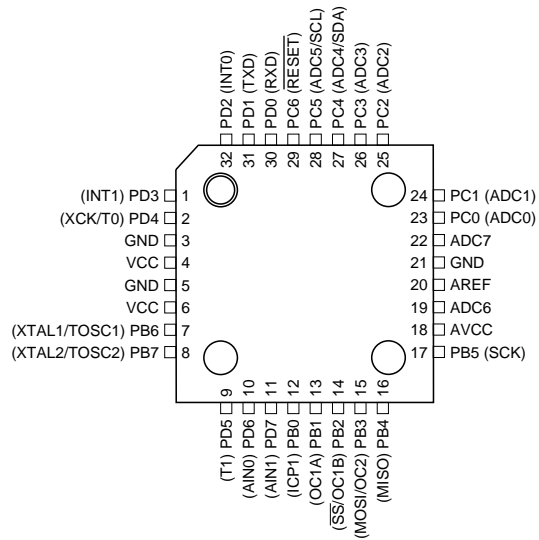 32 PD2 (INT0)
31 PD1 (TXD)
30 PD0 (RXD)
29 PC6 (RESET)
28 PC5 (ADC5/SCL)
27 PC4 (ADC4/SDA)
26 PC3 (ADC3)
25 PC2 (ADC2)
(INT1) PD3 1
(XCK/T0) PD4 2
GND 3
VCC 4
GND 5
VCC 6
(XTAL1/TOSC1) PB6 7
(XTAL2/TOSC2) PB7 8
24 PC1 (ADC1)
23 PC0 (ADC0)
22 ADC7
21 GND
20 AREF
19 ADC6
18 AVCC
17 PB5 (SCK)
(T1) PD5 9
(AIN0) PD6 10
(AIN1) PD7 11
(ICP1) PB0 12
(OC1A) PB1 13
(SS/OC1B) PB2 14
(MOSI/OC2) PB3 15
(MISO) PB4 16